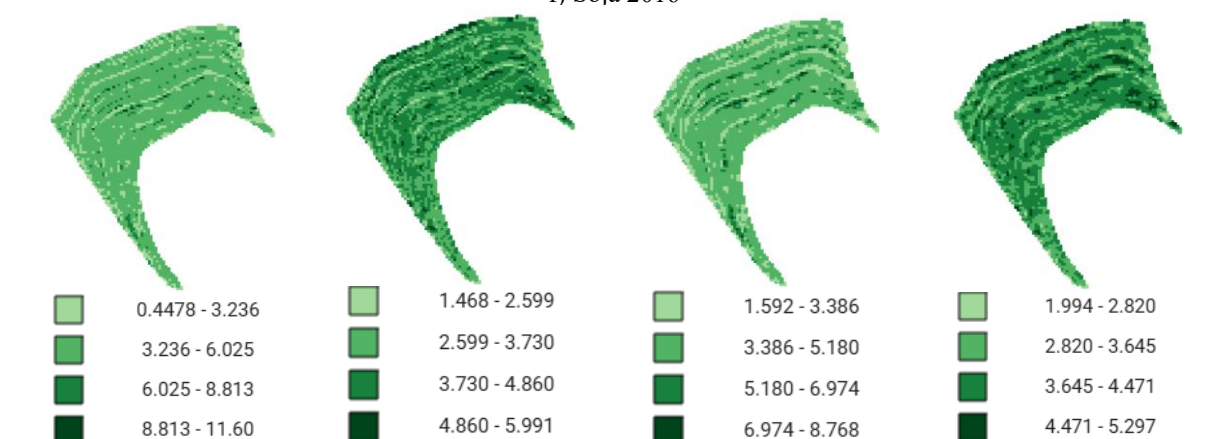 0.4478 - 3.236
3.236 - 6.025
6.025 - 8.813
8.813 - 11.60
1.468 - 2.599
2.599 - 3.730
3.730 - 4.860
4.860 - 5.991
1.592 - 3.386
3.386 - 5.180
5.180 - 6.974
6.974 - 8.768
1.994 - 2.820
2.820 - 3.645
3.645 - 4.471
4.471 - 5.297